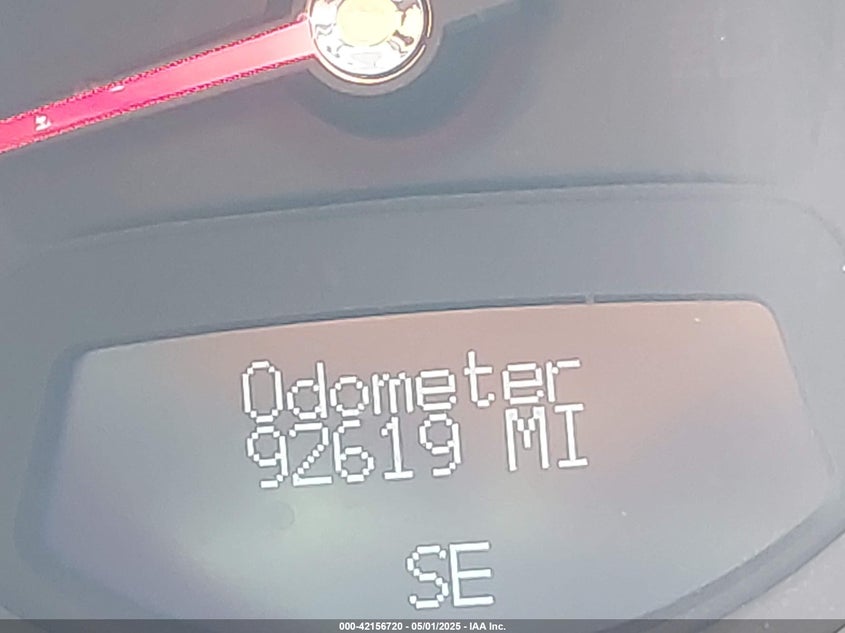 Odometer
92619 MI
SE
000-42156720 - 05/01/2025 - IAA Inc.